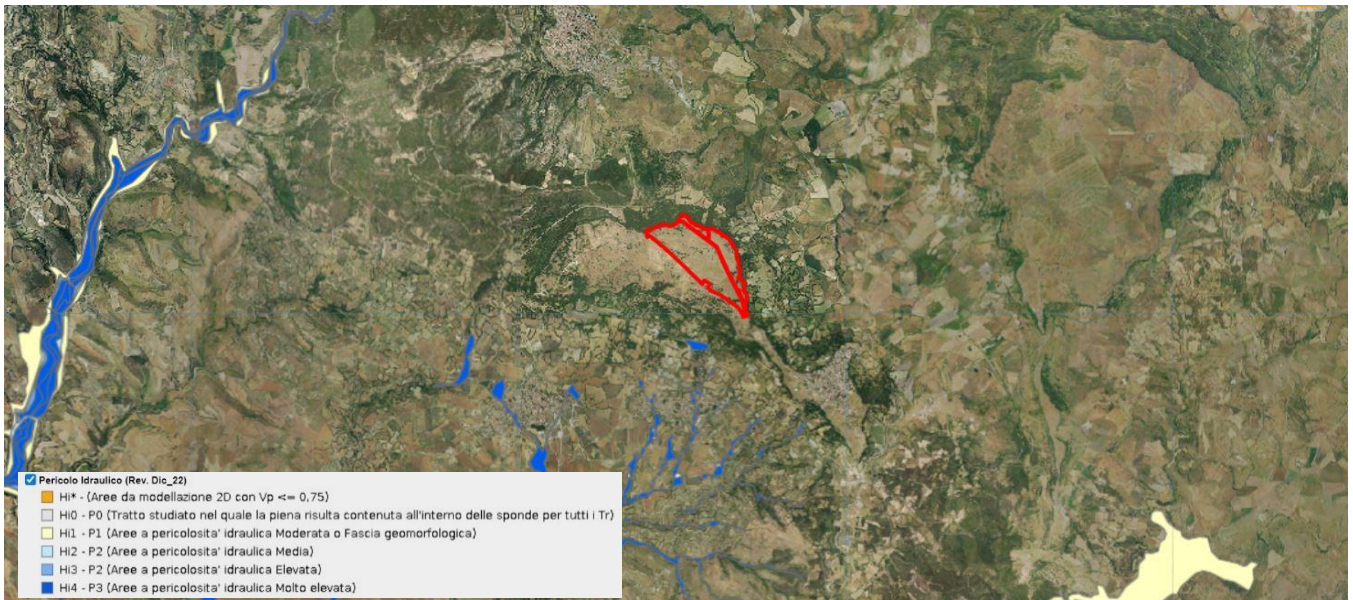 Pericolo Idraulico (Rev. Dic_22)
Hi* - (Aree da modellazione 2D con Vp <= 0,75)
Hi0 - P0 (Tratto studiato nel quale la piena risulta contenuta all'interno delle sponde per tutti i Tr)
Hi1 - P1 (Aree a pericolosita' idraulica Moderata o Fascia geomorfologica)
Hi2 - P2 (Aree a pericolosita' idraulica Media)
Hi3 - P2 (Aree a pericolosita' idraulica Elevata)
Hi4 - P3 (Aree a pericolosita' idraulica Molto elevata)